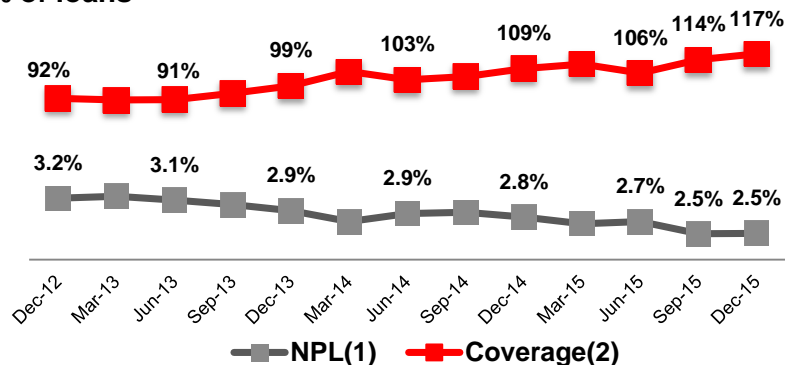 of loans
92% 91% 99% 103% 109% 106% 114% 117%
3.2% 3.1% 2.9% 2.9% 2.8% 2.7% 2.5% 2.5%
Dec-12 Mar-13 Jun-13 Sep-13 Dec-13 Mar-14 Jun-14 Sep-14 Dec-14 Mar-15 Jun-15 Sep-15 Dec-15
NPL(1) Coverage(2)